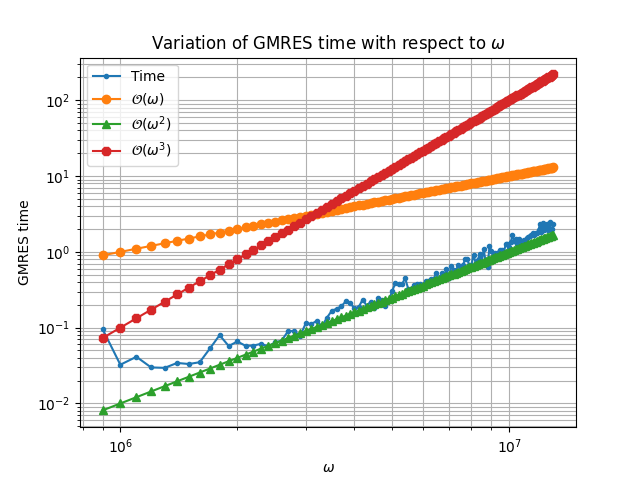 Variation of GMRES time with respect to ω
Time
𝒪(ω)
𝒪(ω²)
𝒪(ω³)
GMRES time
10²
10¹
10⁰
10⁻¹
10⁻²
10⁶
10⁷
ω